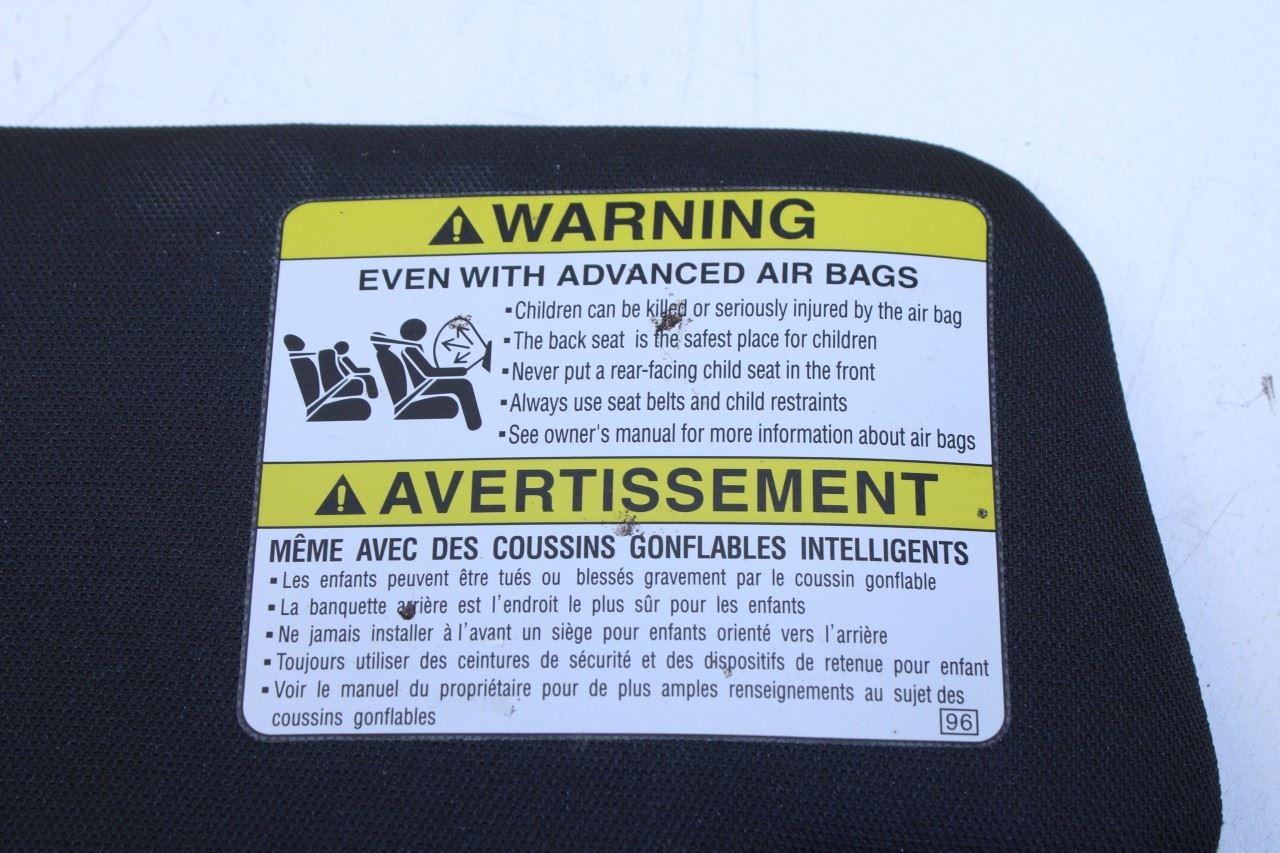 WARNING
EVEN WITH ADVANCED AIR BAGS
▪Children can be killed or seriously injured by the air bag
▪The back seat is the safest place for children
▪Never put a rear-facing child seat in the front
▪Always use seat belts and child restraints
▪See owner's manual for more information about air bags
AVERTISSEMENT
MÊME AVEC DES COUSSINS GONFLABLES INTELLIGENTS
▪ Les enfants peuvent être tués ou blessés gravement par le coussin gonflable
▪ La banquette arrière est l'endroit le plus sûr pour les enfants
▪ Ne jamais installer à l'avant un siège pour enfants orienté vers l'arrière
▪ Toujours utiliser des ceintures de sécurité et des dispositifs de retenue pour enfant
▪ Voir le manuel du propriétaire pour de plus amples renseignements au sujet des
coussins gonflables
96